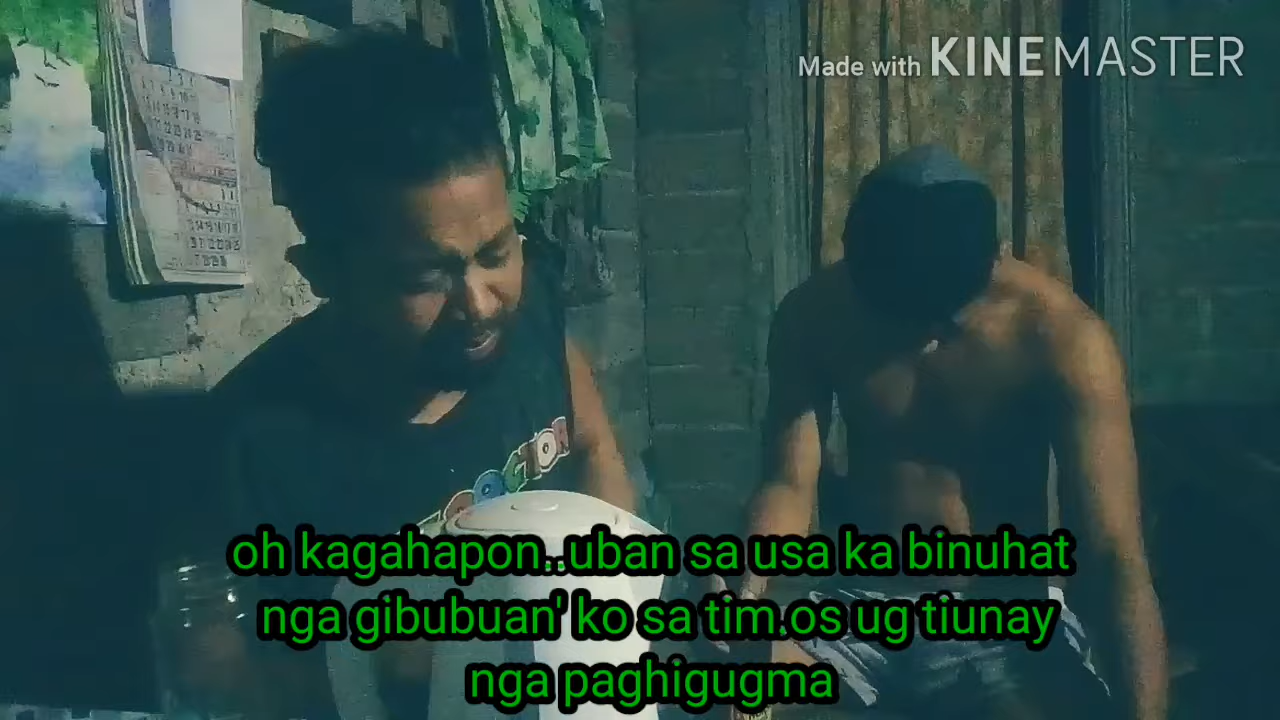 Made with KINEMASTER
oh kagahapon..uban sa usa ka binuhat
nga gibubuan' ko sa tim.os ug tiunay
nga paghigugma